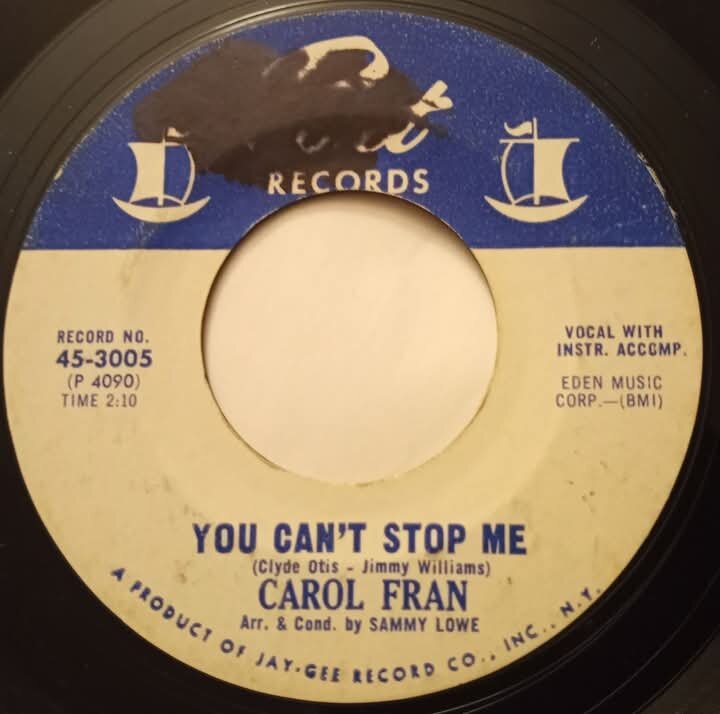 RECORDS
RECORD NO.
45-3005
(P 4090)
TIME 2:10
VOCAL WITH
INSTR. ACCOMP.
EDEN MUSIC
CORP.—(BMI)
YOU CAN'T STOP ME
(Clyde Otis - Jimmy Williams)
CAROL FRAN
Arr. & Cond. by SAMMY LOWE
A PRODUCT OF JAY-GEE RECORD CO., INC., N.Y.